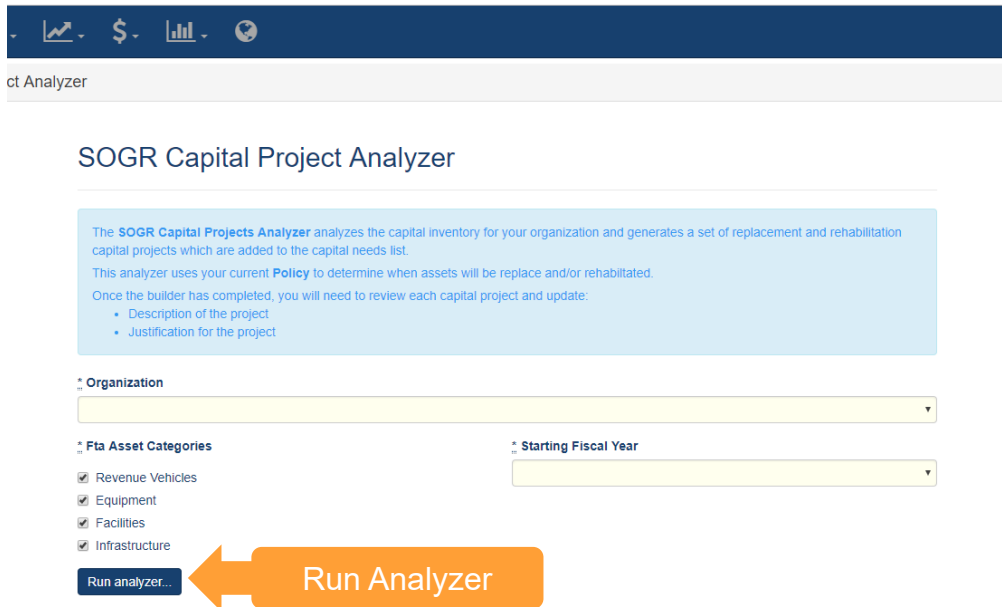 ct Analyzer
SOGR Capital Project Analyzer
The SOGR Capital Projects Analyzer analyzes the capital inventory for your organization and generates a set of replacement and rehabilitation
capital projects which are added to the capital needs list.
This analyzer uses your current Policy to determine when assets will be replace and/or rehabiltated.
Once the builder has completed, you will need to review each capital project and update:
• Description of the project
• Justification for the project
* Organization
* Fta Asset Categories
* Starting Fiscal Year
Revenue Vehicles
Equipment
Facilities
Infrastructure
Run analyzer...
Run Analyzer